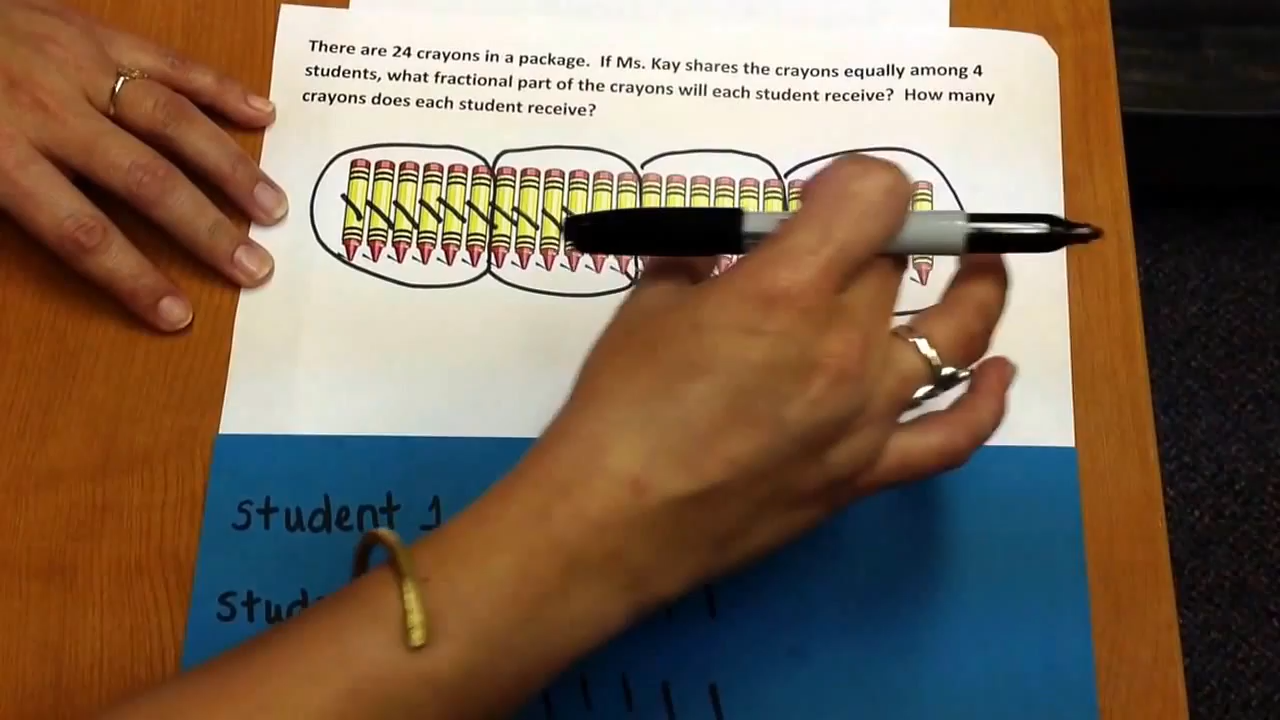 There are 24 crayons in a package. If Ms. Kay shares the crayons equally among 4
students, what fractional part of the crayons will each student receive? How many
crayons does each student receive?
student 1